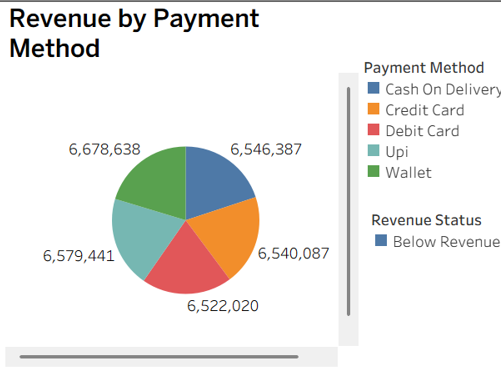 Revenue by Payment
Method
Payment Method
Cash On Delivery
Credit Card
Debit Card
Upi
Wallet
Revenue Status
Below Revenue
6,678,638
6,546,387
6,579,441
6,540,087
6,522,020